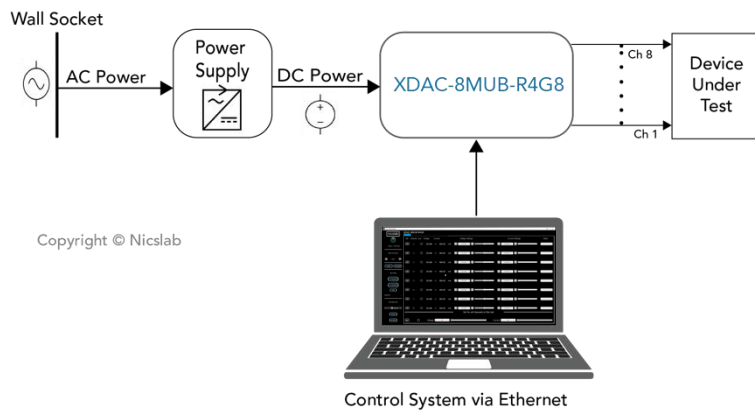 Wall Socket
AC Power
Power
Supply
DC Power
XDAC-8MUB-R4G8
Ch 8
Ch 1
Device
Under
Test
Copyright © Nicslab
Control System via Ethernet